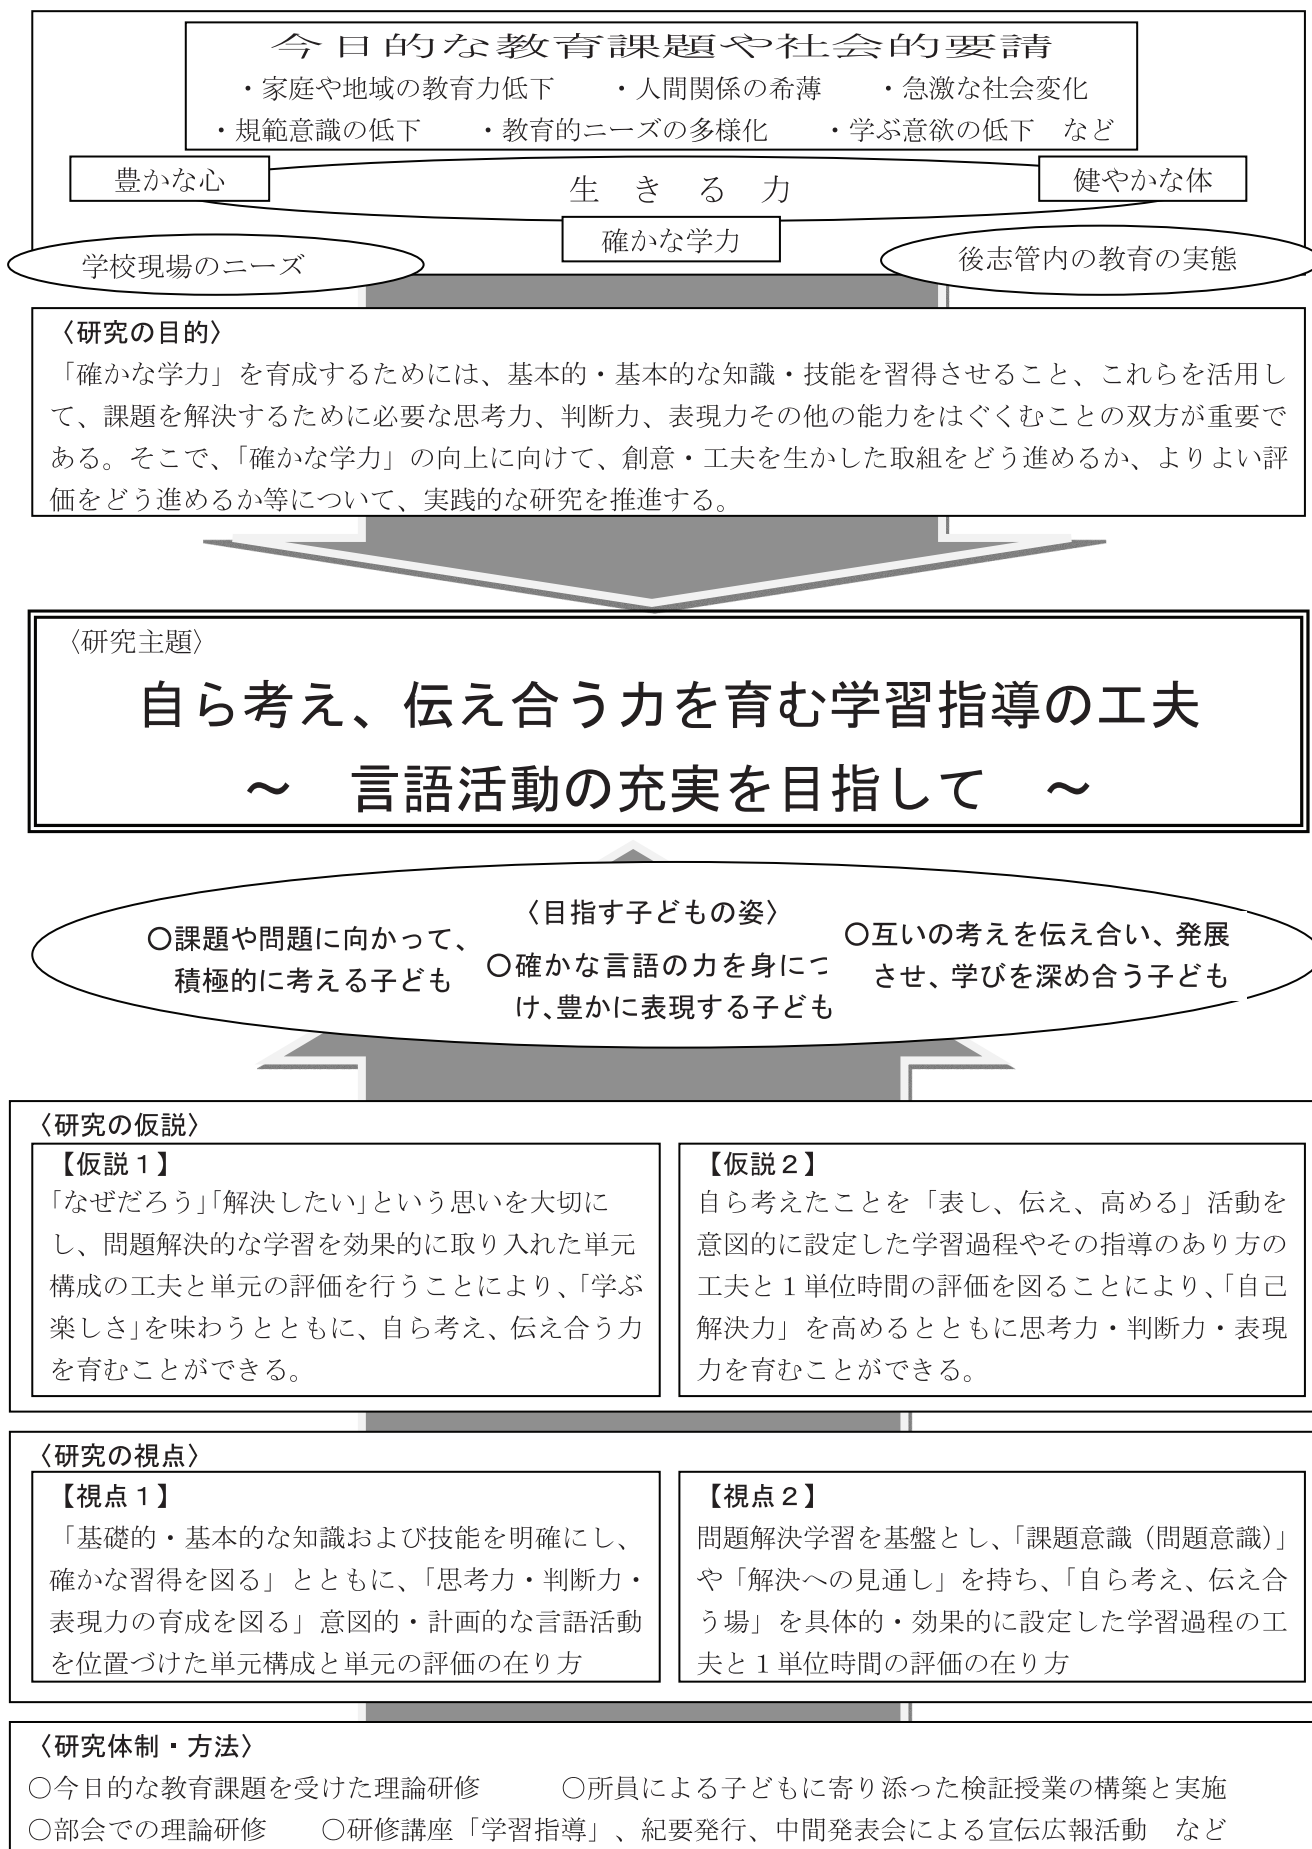 今日的な教育課題や社会的要請
・家庭や地域の教育力低下　　・人間関係の希薄　　・急激な社会変化
・規範意識の低下　　・教育的ニーズの多様化　　・学ぶ意欲の低下　など
豊かな心
生　き　る　力
健やかな体
確かな学力
学校現場のニーズ
後志管内の教育の実態
〈研究の目的〉
「確かな学力」を育成するためには、基本的・基本的な知識・技能を習得させること、これらを活用し
て、課題を解決するために必要な思考力、判断力、表現力その他の能力をはぐくむことの双方が重要で
ある。そこで、「確かな学力」の向上に向けて、創意・工夫を生かした取組をどう進めるか、よりよい評
価をどう進めるか等について、実践的な研究を推進する。
〈研究主題〉
自ら考え、伝え合う力を育む学習指導の工夫
～　言語活動の充実を目指して　～
〈目指す子どもの姿〉
○課題や問題に向かって、
積極的に考える子ども
○確かな言語の力を身につ
け、豊かに表現する子ども
○互いの考えを伝え合い、発展
させ、学びを深め合う子ども
〈研究の仮説〉
【仮説１】
「なぜだろう」「解決したい」という思いを大切に
し、問題解決的な学習を効果的に取り入れた単元
構成の工夫と単元の評価を行うことにより、「学ぶ
楽しさ」を味わうとともに、自ら考え、伝え合う力
を育むことができる。
【仮説２】
自ら考えたことを「表し、伝え、高める」活動を
意図的に設定した学習過程やその指導のあり方の
工夫と１単位時間の評価を図ることにより、「自己
解決力」を高めるとともに思考力・判断力・表現
力を育むことができる。
〈研究の視点〉
【視点１】
「基礎的・基本的な知識および技能を明確にし、
確かな習得を図る」とともに、「思考力・判断力・
表現力の育成を図る」意図的・計画的な言語活動
を位置づけた単元構成と単元の評価の在り方
【視点２】
問題解決学習を基盤とし、「課題意識（問題意識）」
や「解決への見通し」を持ち、「自ら考え、伝え合
う場」を具体的・効果的に設定した学習過程の工
夫と１単位時間の評価の在り方
〈研究体制・方法〉
○今日的な教育課題を受けた理論研修　　　○所員による子どもに寄り添った検証授業の構築と実施
○部会での理論研修　　○研修講座「学習指導」、紀要発行、中間発表会による宣伝広報活動　など